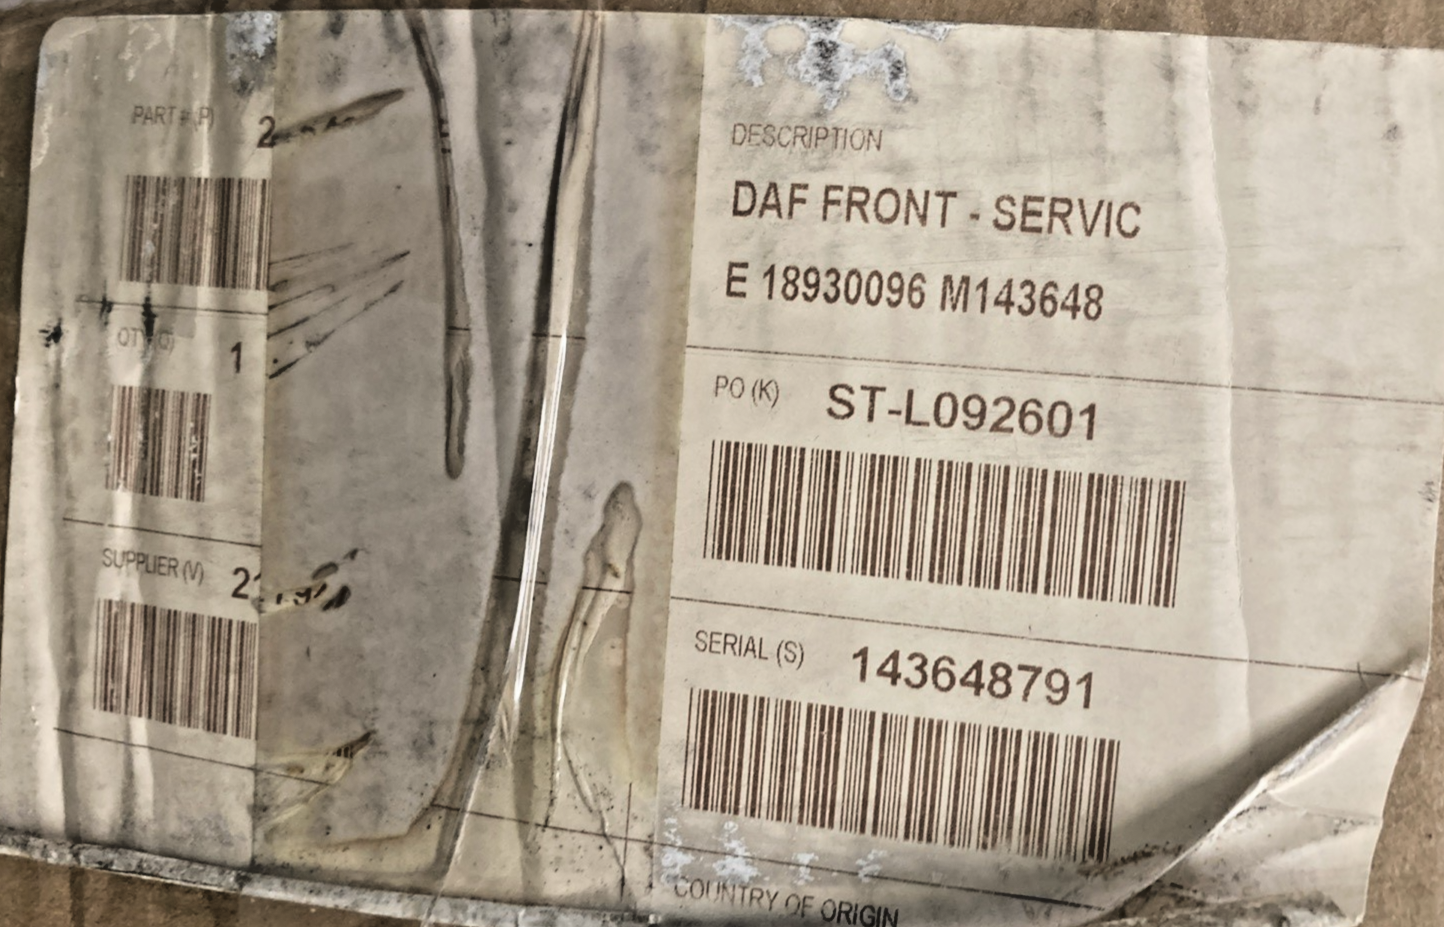 PART # (P) 2
QTY (Q) 1
SUPPLIER (V) 2
DESCRIPTION
DAF FRONT - SERVIC
E 18930096 M143648
PO (K) ST-L092601
SERIAL (S) 143648791
COUNTRY OF ORIGIN